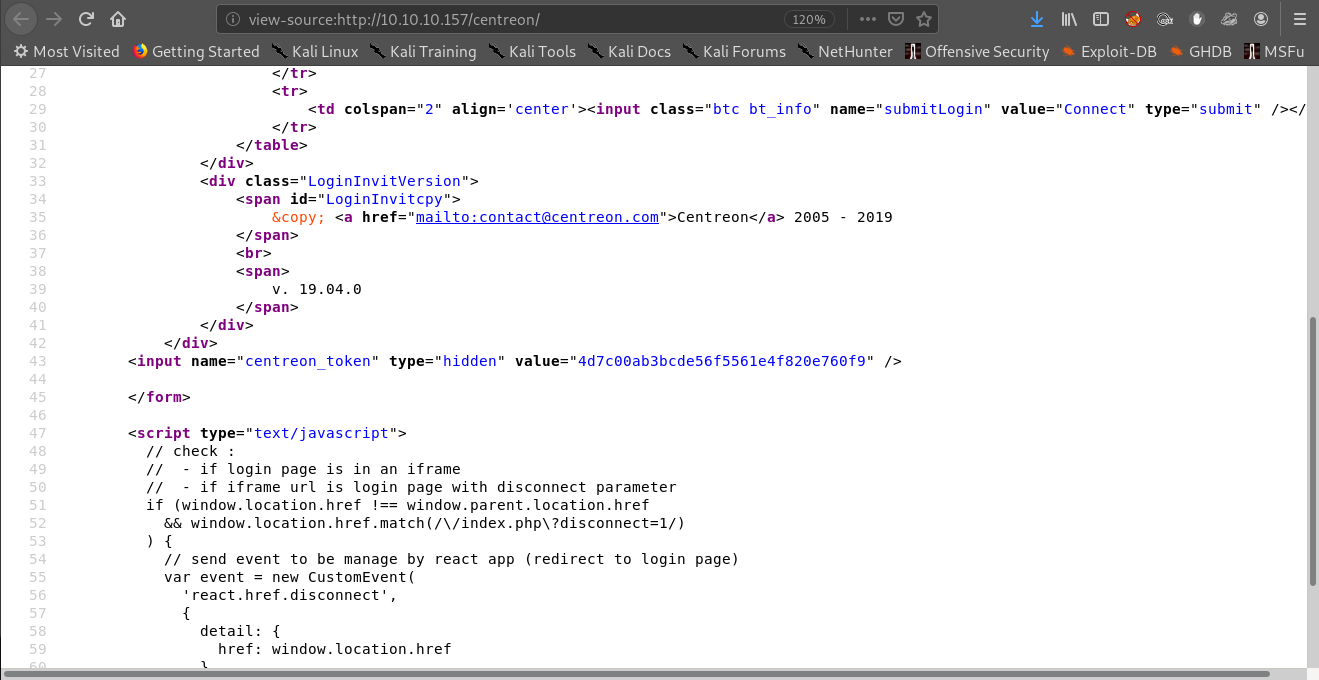 view-source:http://10.10.10.157/centreon/ 120%
Most Visited Getting Started Kali Linux Kali Training Kali Tools Kali Docs Kali Forums NetHunter Offensive Security Exploit-DB GHDB MSFu
27 </tr>
28 <tr>
29 <td colspan="2" align='center'><input class="btc bt_info" name="submitLogin" value="Connect" type="submit" /></
30 </tr>
31 </table>
32 </div>
33 <div class="LoginInvitVersion">
34 <span id="LoginInvitcpy">
35 &copy; <a href="mailto:contact@centreon.com">Centreon</a> 2005 - 2019
36 </span>
37 <br>
38 <span>
39 v. 19.04.0
40 </span>
41 </div>
42 </div>
43 <input name="centreon_token" type="hidden" value="4d7c00ab3bcde56f5561e4f820e760f9" />
44
45 </form>
46
47 <script type="text/javascript">
48 // check :
49 // - if login page is in an iframe
50 // - if iframe url is login page with disconnect parameter
51 if (window.location.href !== window.parent.location.href
52 && window.location.href.match(/\/index.php\?disconnect=1/)
53 ) {
54 // send event to be manage by react app (redirect to login page)
55 var event = new CustomEvent(
56 'react.href.disconnect',
57 {
58 detail: {
59 href: window.location.href
60 }